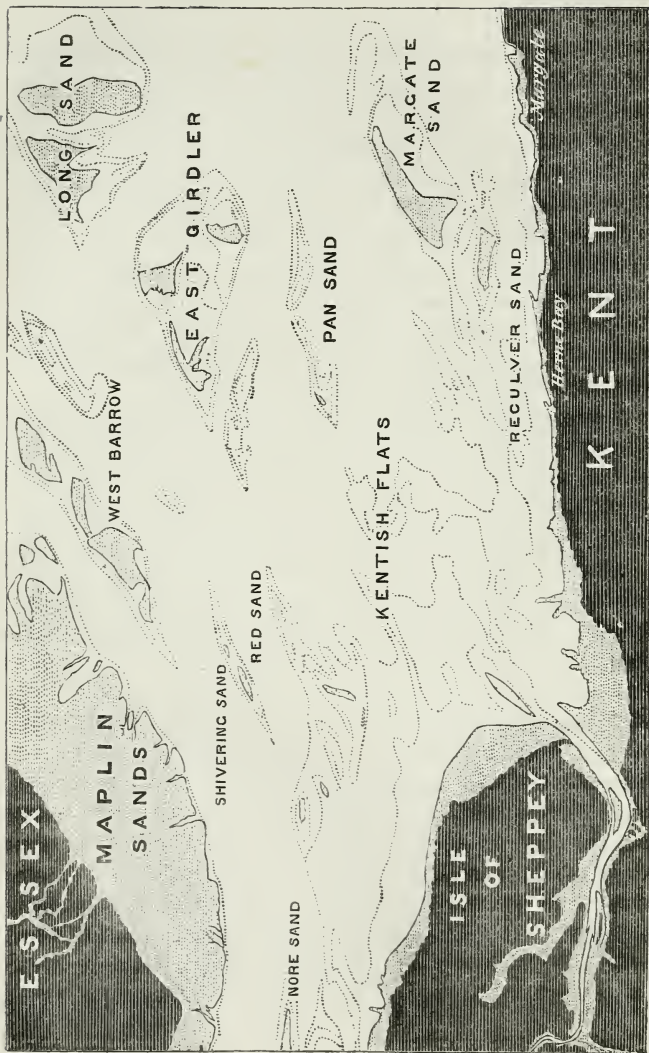 ESSEX
MAPLIN
SANDS
WEST BARROW
LONG SAND
EAST GIRDLER
SHIVERING SAND
RED SAND
PAN SAND
NORE SAND
KENTISH FLATS
MARGATE
SAND
RECULVER SAND
ISLE
OF
SHEPPEY
Herne Bay
Margate
KENT